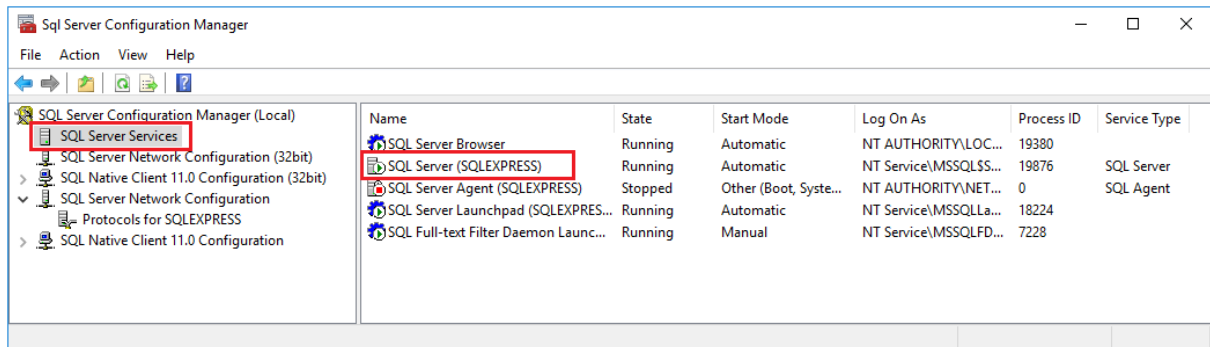 Sql Server Configuration Manager
File Action View Help
SQL Server Configuration Manager (Local)
SQL Server Services
SQL Server Network Configuration (32bit)
SQL Native Client 11.0 Configuration (32bit)
SQL Server Network Configuration
Protocols for SQLEXPRESS
SQL Native Client 11.0 Configuration
Name State Start Mode Log On As Process ID Service Type
SQL Server Browser Running Automatic NT AUTHORITY\LOC... 19380
SQL Server (SQLEXPRESS) Running Automatic NT Service\MSSQL$S... 19876 SQL Server
SQL Server Agent (SQLEXPRESS) Stopped Other (Boot, Syste... NT AUTHORITY\NET... 0 SQL Agent
SQL Server Launchpad (SQLEXPRES... Running Automatic NT Service\MSSQLLa... 18224
SQL Full-text Filter Daemon Launc... Running Manual NT Service\MSSQLFD... 7228